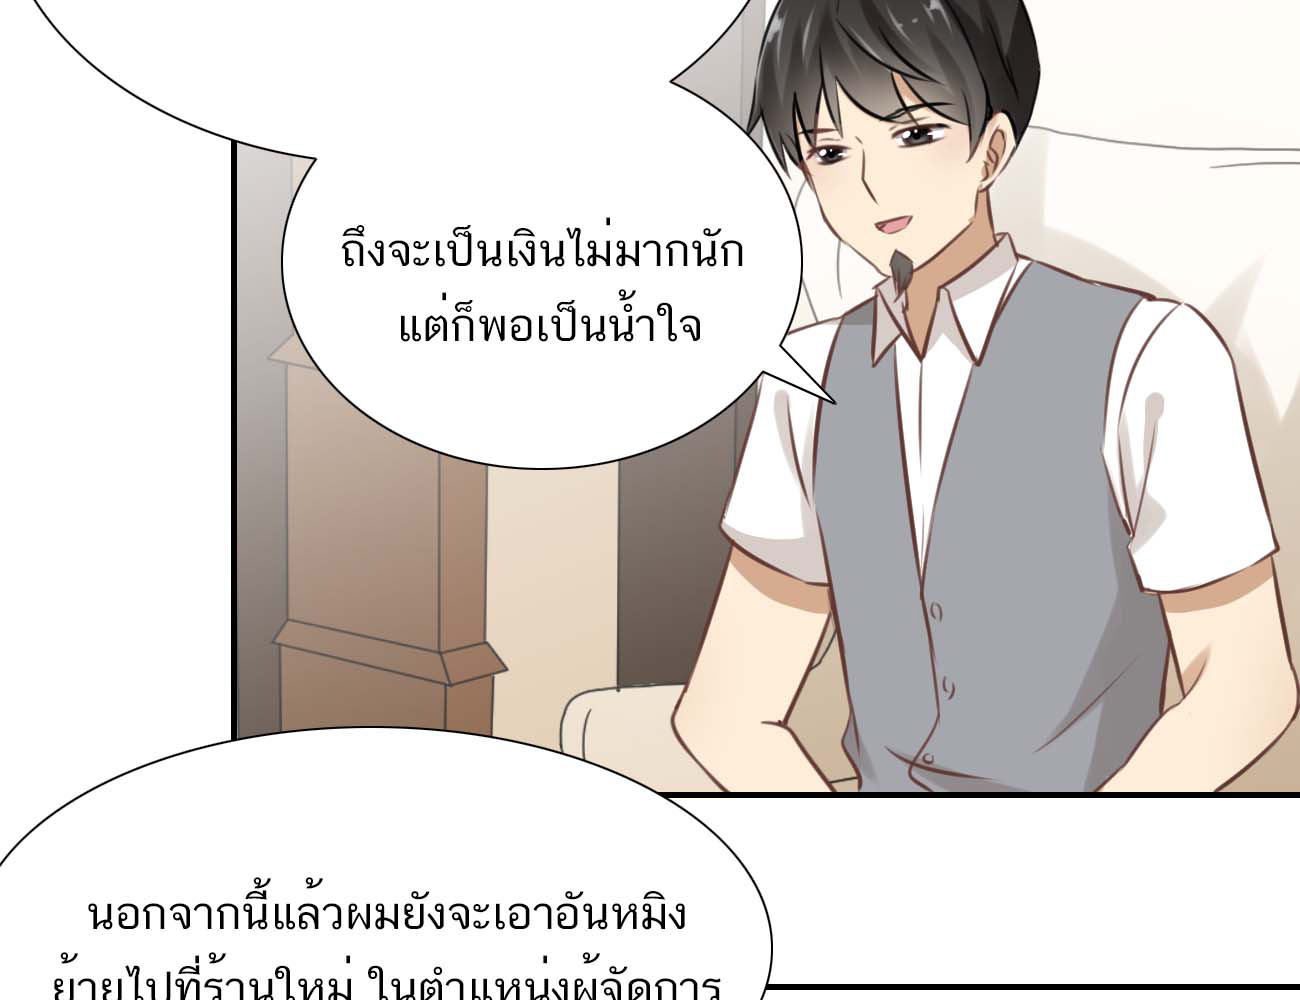 ถึงจะเป็นเงินไม่มากนัก
แต่ก็พอเป็นน้ำใจ
นอกจากนี้แล้วผมยังจะเอาอันหมิง
ย้ายไปที่ร้านใหม่ ในตำแหน่งผู้จัดการ